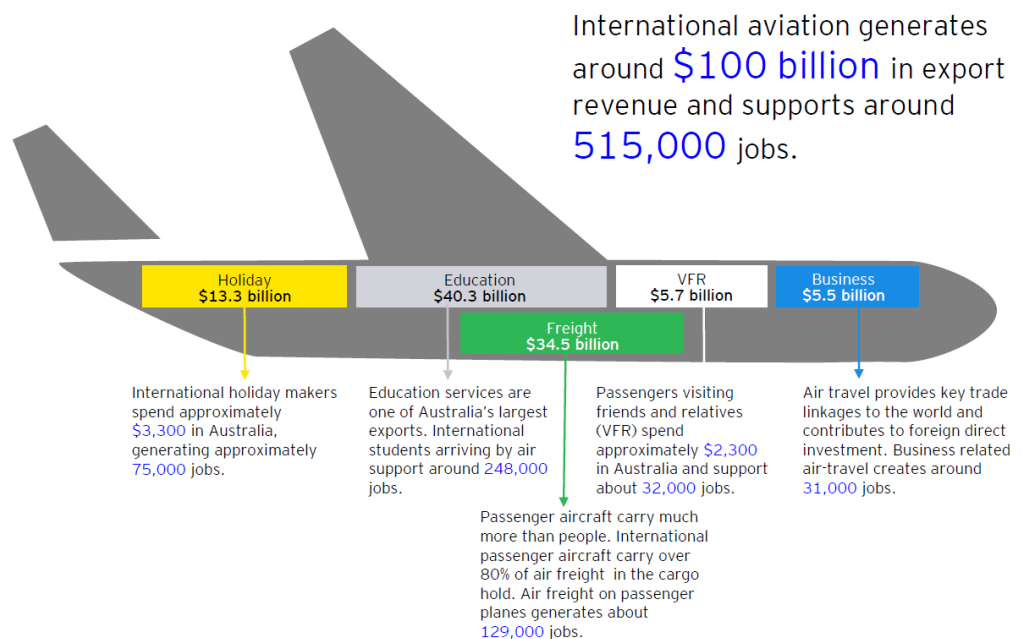 International aviation generates
around $100 billion in export
revenue and supports around
515,000 jobs.
Holiday
$13.3 billion
Education
$40.3 billion
VFR
$5.7 billion
Business
$5.5 billion
Freight
$34.5 billion
International holiday makers
spend approximately
$3,300 in Australia,
generating approximately
75,000 jobs.
Education services are
one of Australia's largest
exports. International
students arriving by air
support around 248,000
jobs.
Passengers visiting
friends and relatives
(VFR) spend
approximately $2,300
in Australia and support
about 32,000 jobs.
Air travel provides key trade
linkages to the world and
contributes to foreign direct
investment. Business related
air-travel creates around
31,000 jobs.
Passenger aircraft carry much
more than people. International
passenger aircraft carry over
80% of air freight in the cargo
hold. Air freight on passenger
planes generates about
129,000 jobs.